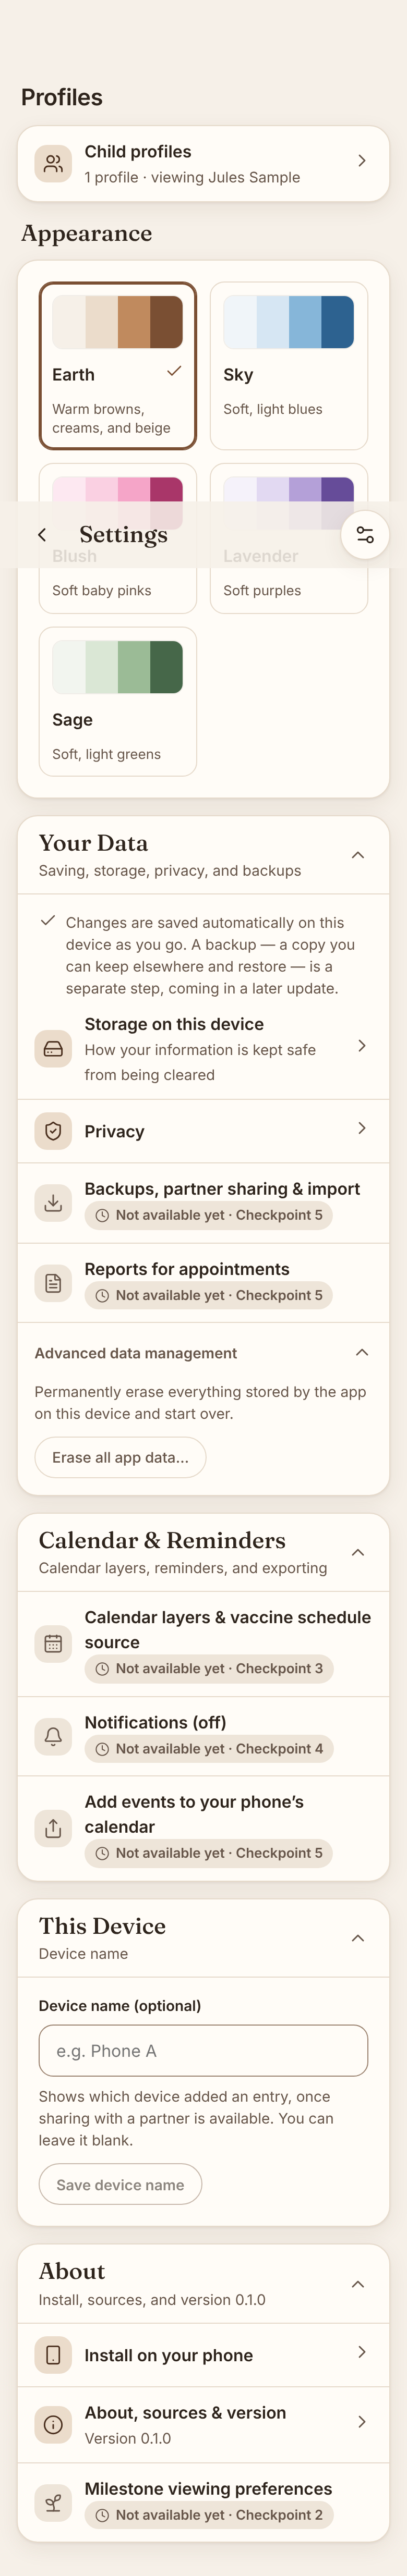 Profiles
Child profiles
1 profile · viewing Jules Sample
Appearance
Earth
Warm browns,
creams, and beige
Sky
Soft, light blues
Settings
Blush
Soft baby pinks
Lavender
Soft purples
Sage
Soft, light greens
Your Data
Saving, storage, privacy, and backups
Changes are saved automatically on this
device as you go. A backup — a copy you
can keep elsewhere and restore — is a
separate step, coming in a later update.
Storage on this device
How your information is kept safe
from being cleared
Privacy
Backups, partner sharing & import
Not available yet · Checkpoint 5
Reports for appointments
Not available yet · Checkpoint 5
Advanced data management
Permanently erase everything stored by the app
on this device and start over.
Erase all app data...
Calendar & Reminders
Calendar layers, reminders, and exporting
Calendar layers & vaccine schedule
source
Not available yet · Checkpoint 3
Notifications (off)
Not available yet · Checkpoint 4
Add events to your phone’s
calendar
Not available yet · Checkpoint 5
This Device
Device name
Device name (optional)
e.g. Phone A
Shows which device added an entry, once
sharing with a partner is available. You can
leave it blank.
Save device name
About
Install, sources, and version 0.1.0
Install on your phone
About, sources & version
Version 0.1.0
Milestone viewing preferences
Not available yet · Checkpoint 2